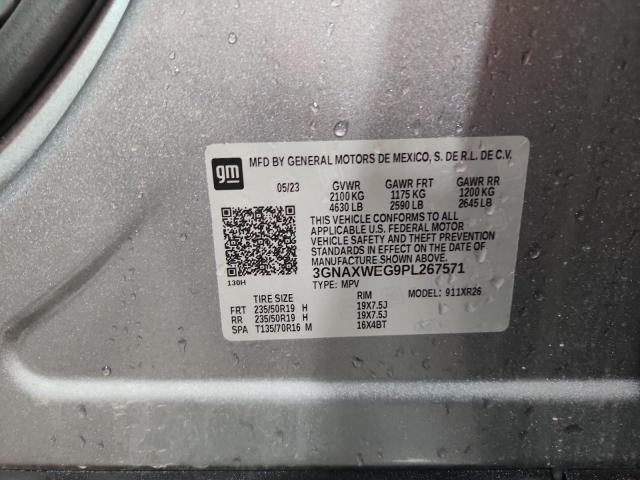 gm
MFD BY GENERAL MOTORS DE MEXICO, S. DE R.L. DE C.V.
05/23 GVWR GAWR FRT GAWR RR
2100 KG 1175 KG 1200 KG
4630 LB 2590 LB 2645 LB
THIS VEHICLE CONFORMS TO ALL
APPLICABLE U.S. FEDERAL MOTOR
VEHICLE SAFETY AND THEFT PREVENTION
STANDARDS IN EFFECT ON THE DATE OF
MANUFACTURE SHOWN ABOVE.
3GNAXWEG9PL267571
130H TYPE: MPV MODEL: 911XR26
TIRE SIZE RIM
FRT 235/50R19 H 19X7.5J
RR 235/50R19 H 19X7.5J
SPA T135/70R16 M 16X4BT